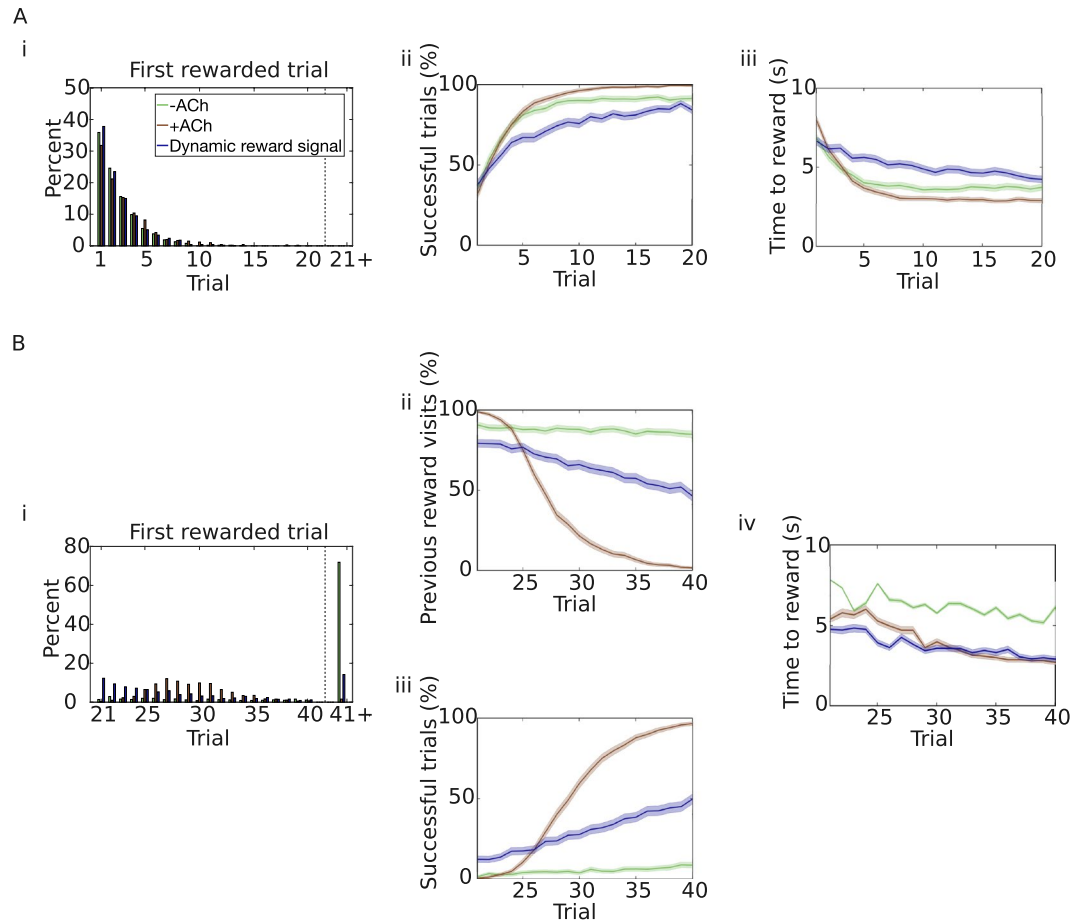 A
i
First rewarded trial
Percent
50
40
30
20
10
0
-ACh
+ACh
Dynamic reward signal
1 5 10 15 20 21+
Trial
ii
Successful trials (%)
100
50
0
5 10 15 20
Trial
iii
Time to reward (s)
10
5
0
5 10 15 20
Trial
B
i
First rewarded trial
Percent
80
60
40
20
0
21 25 30 35 40 41+
Trial
ii
Previous reward visits (%)
100
50
0
25 30 35 40
Trial
iii
Successful trials (%)
100
50
0
25 30 35 40
Trial
iv
Time to reward (s)
10
5
0
25 30 35 40
Trial